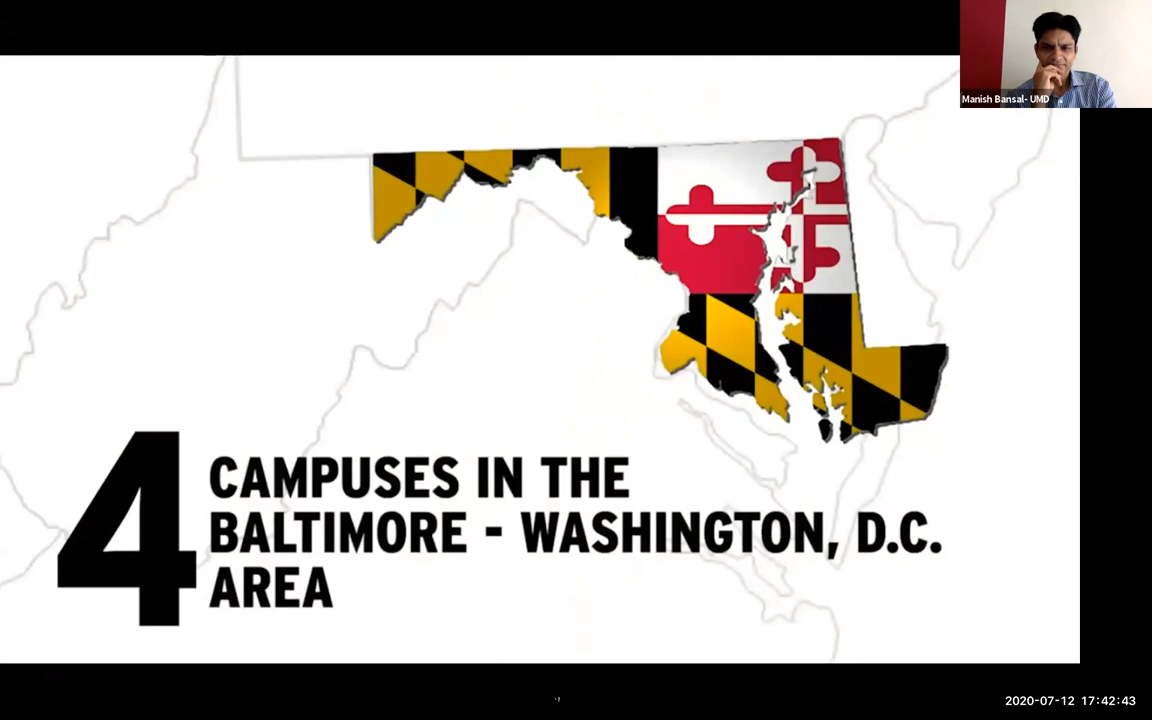 Manish Bansal- UMD
4
CAMPUSES IN THE
BALTIMORE - WASHINGTON, D.C.
AREA
2020-07-12 17:42:43